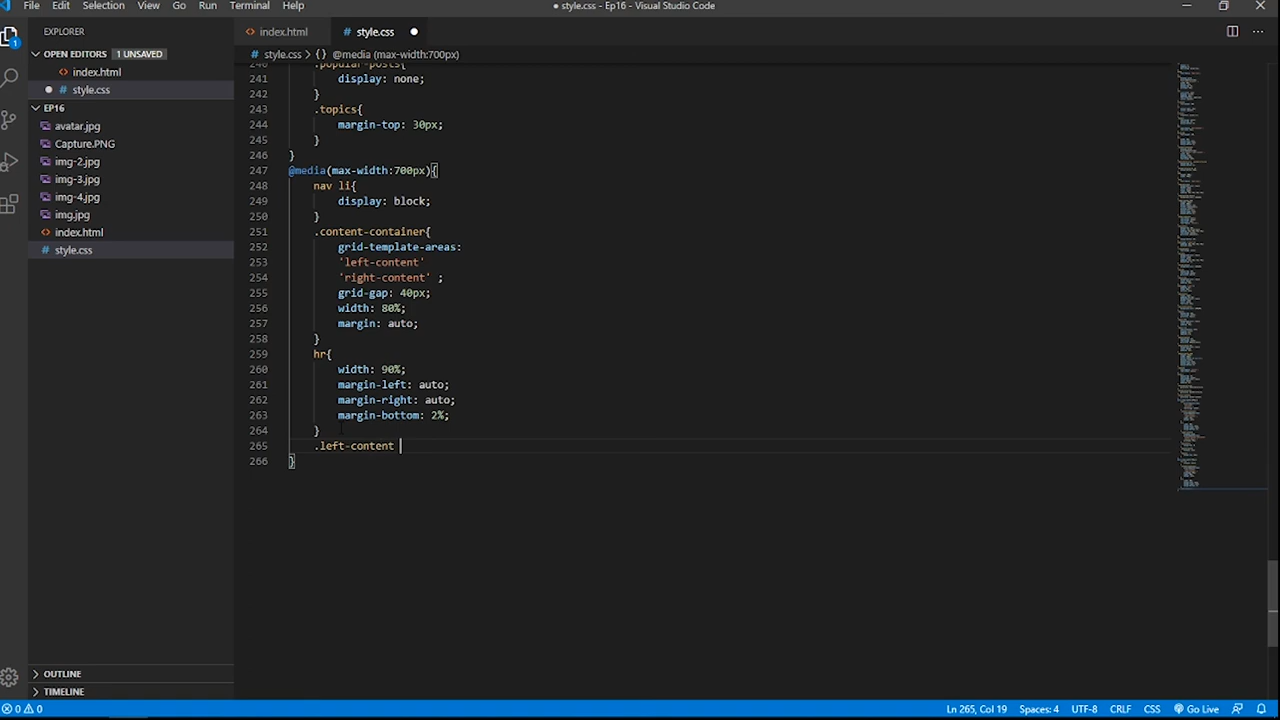 File Edit Selection View Go Run Terminal Help
● style.css - Ep16 - Visual Studio Code
EXPLORER
OPEN EDITORS 1 UNSAVED
index.html
style.css
EP16
avatar.jpg
Capture.PNG
img-2.jpg
img-3.jpg
img-4.jpg
img.jpg
index.html
style.css
OUTLINE
TIMELINE
1
index.html style.css
style.css > {} @media (max-width:700px)
240 .popular-posts{
241 display: none;
242 }
243 .topics{
244 margin-top: 30px;
245 }
246 }
247 @media(max-width:700px){
248 nav li{
249 display: block;
250 }
251 .content-container{
252 grid-template-areas:
253 'left-content'
254 'right-content' ;
255 grid-gap: 40px;
256 width: 80%;
257 margin: auto;
258 }
259 hr{
260 width: 90%;
261 margin-left: auto;
262 margin-right: auto;
263 margin-bottom: 2%;
264 }
265 .left-content
266 }
0 0 Ln 265, Col 19 Spaces: 4 UTF-8 CRLF CSS Go Live